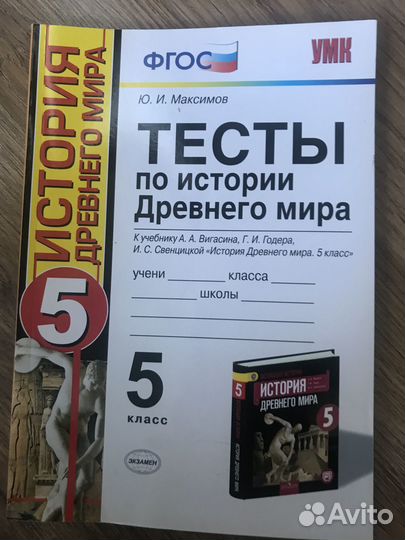 ИСТОРИЯ
ДРЕВНЕГО МИРА
5
ФГОС
УМК
Ю. И. Максимов
ТЕСТЫ
по истории
Древнего мира
К учебнику А. А. Вигасина, Г. И. Годера,
И. С. Свенцицкой «История Древнего мира. 5 класс»
учени класса
школы
5
класс
ЭКЗАМЕН
5
ИСТОРИЯ
ДРЕВНЕГО МИРА
5
Avito